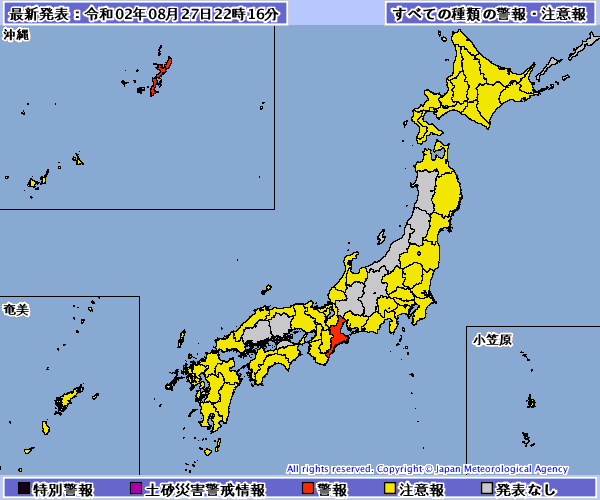 最新発表：令和02年08月27日22時16分
すべての種類の警報・注意報
沖縄
奄美
小笠原
All rights reserved. Copyright © Japan Meteorological Agency
特別警報 土砂災害警戒情報 警報 注意報 発表なし